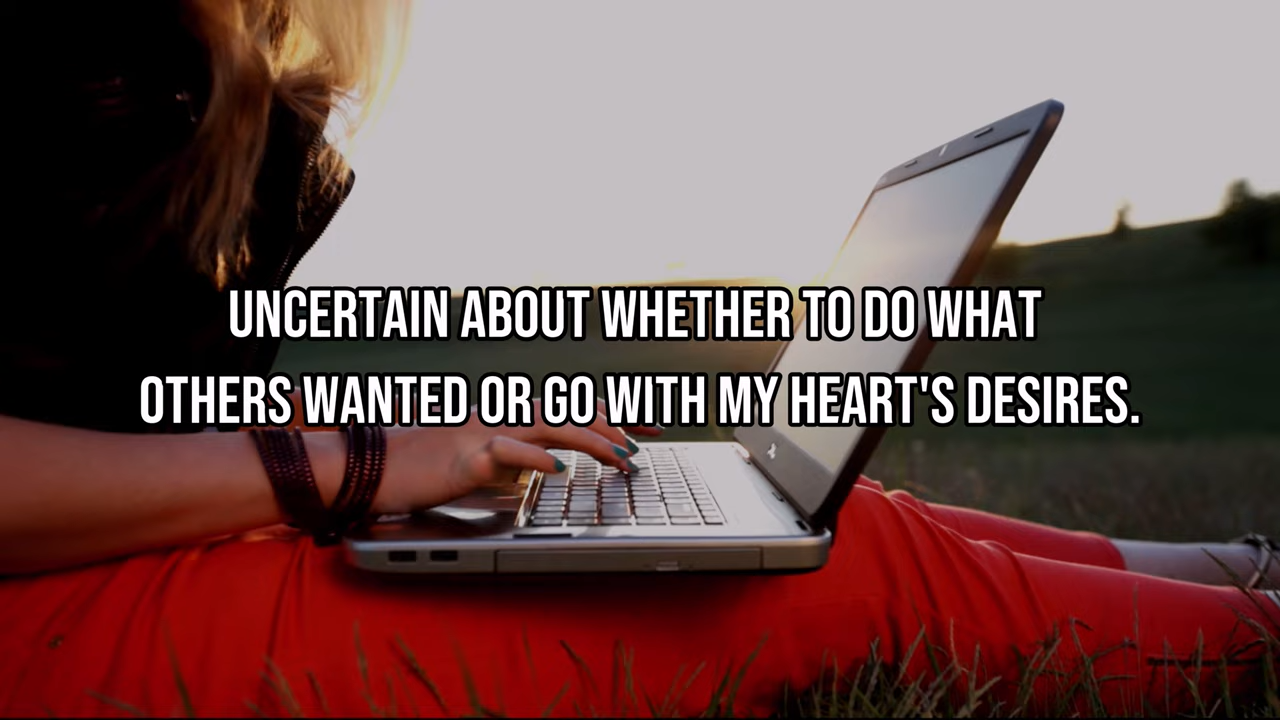 UNCERTAIN ABOUT WHETHER TO DO WHAT
OTHERS WANTED OR GO WITH MY HEART'S DESIRES.